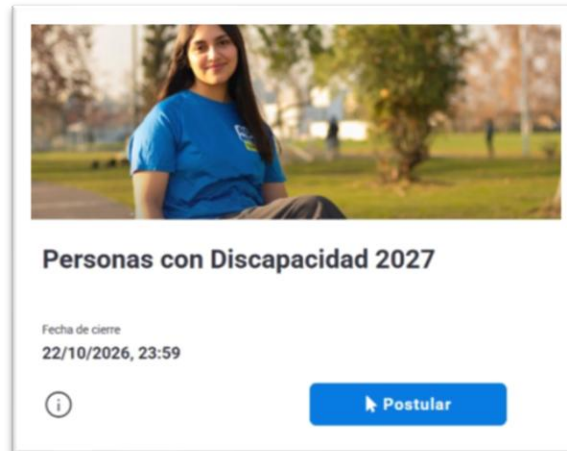 Personas con Discapacidad 2027
Fecha de cierre
22/10/2026, 23:59
Postular